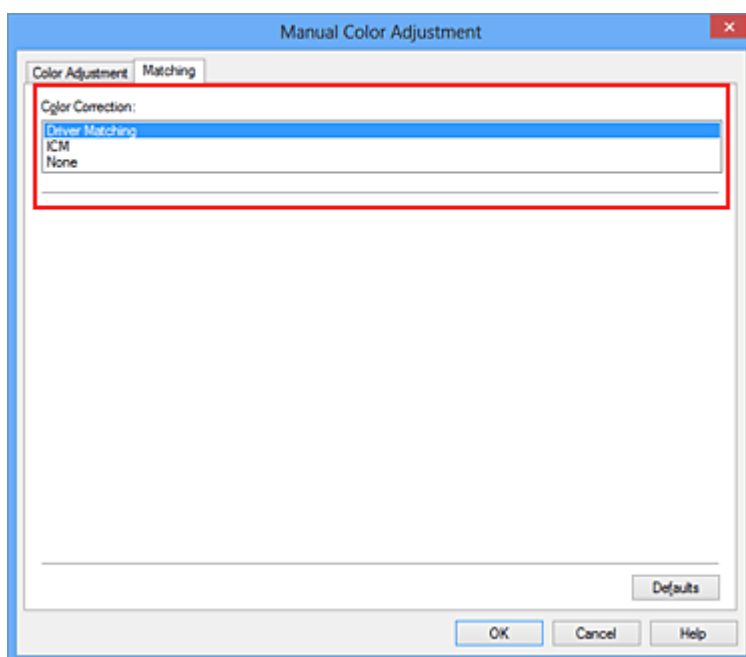 Manual Color Adjustment
Color Adjustment Matching
Color Correction:
Driver Matching
ICM
None
Defaults
OK Cancel Help